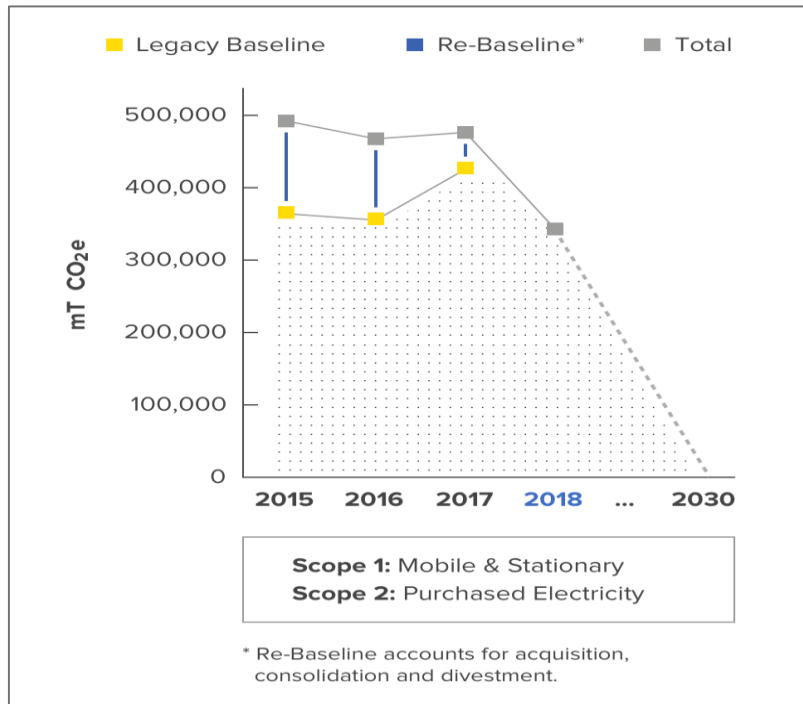 Legacy Baseline Re-Baseline* Total
500,000
400,000
300,000
200,000
100,000
0
mT CO₂e
2015 2016 2017 2018 ... 2030
Scope 1: Mobile & Stationary
Scope 2: Purchased Electricity
* Re-Baseline accounts for acquisition,
consolidation and divestment.